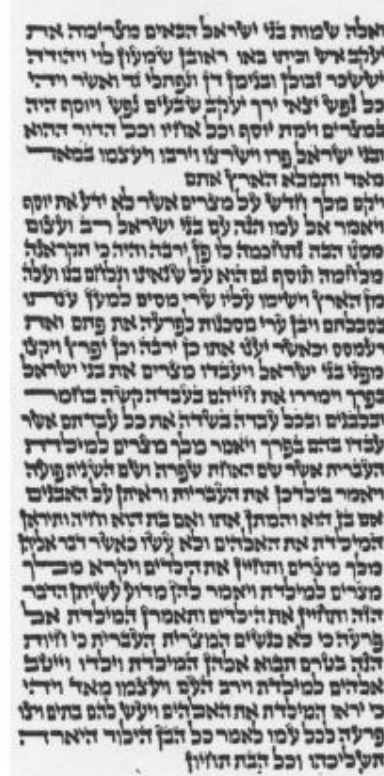 ואלה שמות בני ישראל הבאים מצרימה את
יעקב איש וביתו באו ראובן שמעון לוי ויהודה
יששכר זבולן ובנימן דן ונפתלי גד ואשר ויהי
כל נפש יצאי ירך יעקב שבעים נפש ויוסף היה
במצרים וימת יוסף וכל אחיו וכל הדור ההוא
ובני ישראל פרו וישרצו וירבו ויעצמו במאד
מאד ותמלא הארץ אתם
ויקם מלך חדש על מצרים אשר לא ידע את יוסף
ויאמר אל עמו הנה עם בני ישראל רב ועצום
ממנו הבה נתחכמה לו פן ירבה והיה כי תקראנה
מלחמה ונוסף גם הוא על שנאינו ונלחם בנו ועלה
מן הארץ וישימו עליו שרי מסים למען ענתו
בסבלתם ויבן ערי מסכנות לפרעה את פתם ואת
רעמסס וכאשר יענו אתו כן ירבה וכן יפרץ ויקצו
מפני בני ישראל ויעבדו מצרים את בני ישראל
בפרך וימררו את חייהם בעבדה קשה בחמר
ובלבנים ובכל עבדה בשדה את כל עבדתם אשר
עבדו בהם בפרך ויאמר מלך מצרים למילדת
העברית אשר שם האחת שפרה ושם השנית פועה
ויאמר בילדכן את העבריות וראיתן על האבנים
אם בן הוא והמתן אתו ואם בת הוא וחיה ותיראן
המילדת את האלהים ולא עשו כאשר דבר אליהן
מלך מצרים ותחיין את הילדים ויקרא מלך
מצרים למילדת ויאמר להן מדוע עשיתן הדבר
הזה ותחיין את הילדים ותאמרן המילדת אל
פרעה כי לא כנשים המצרית העברית כי חיות
הנה בטרם תבוא אלהן המילדת וילדו וייטב
אלהים למילדת וירב העם ויעצמו מאד ויהי
כי יראו המילדת את האלהים ויעש להם בתים ויצו
פרעה לכל עמו לאמר כל הבן הילוד היארה
תשליכהו וכל הבת תחיון